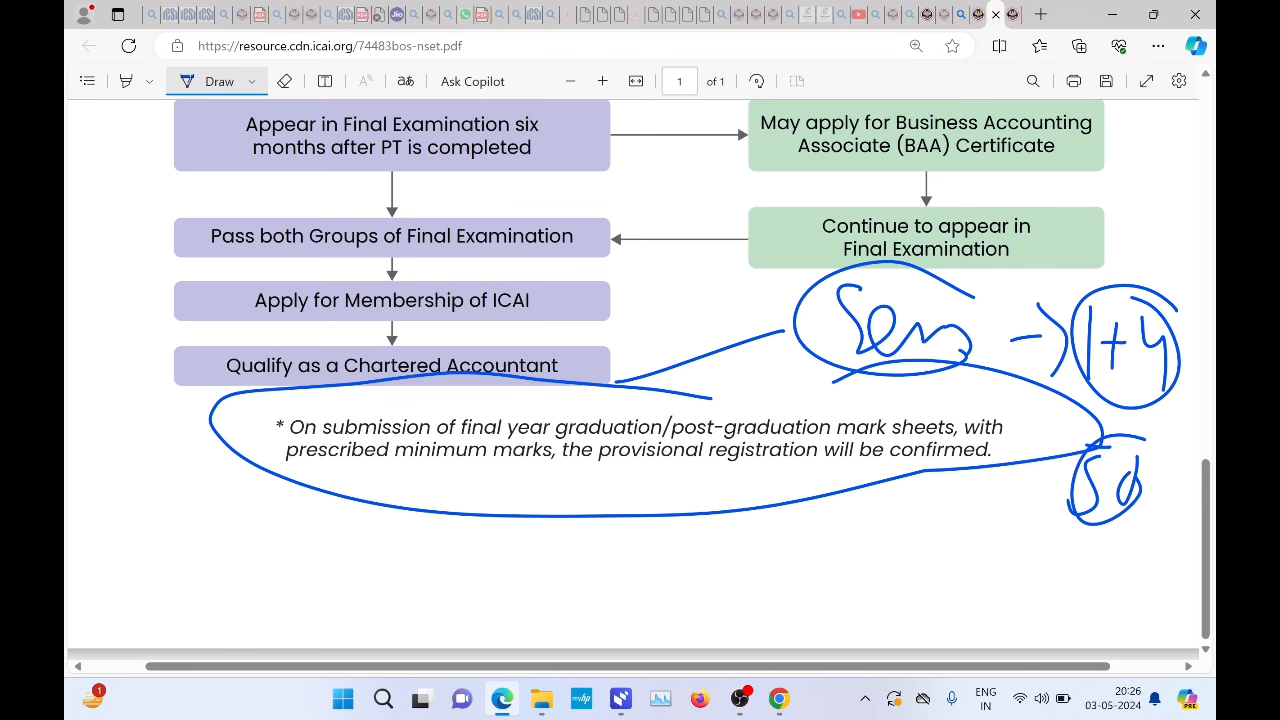 https://resource.cdn.icai.org/74483bos-nset.pdf
Draw
Ask Copilot
1
of 1
Appear in Final Examination six
months after PT is completed
May apply for Business Accounting
Associate (BAA) Certificate
Pass both Groups of Final Examination
Continue to appear in
Final Examination
Apply for Membership of ICAI
Sem
1+4
Qualify as a Chartered Accountant
* On submission of final year graduation/post-graduation mark sheets, with
prescribed minimum marks, the provisional registration will be confirmed.
ENG
IN
20:26
03-05-2024
1